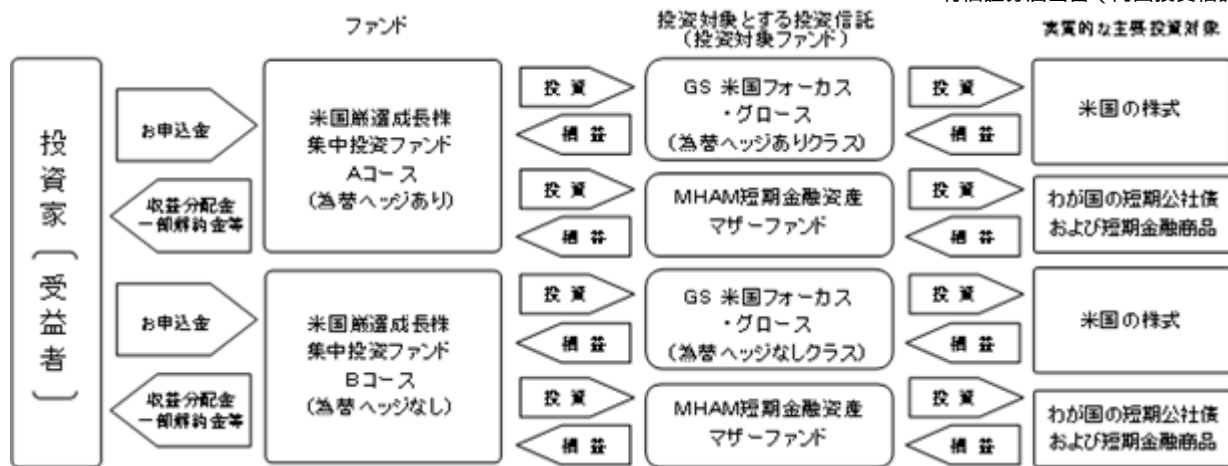 ファンド
投資対象とする投資信託
（投資対象ファンド）
実質的な主要投資対象
投資家〔受益者〕
お申込金
収益分配金
一部解約金等
米国厳選成長株
集中投資ファンド
Aコース
（為替ヘッジあり）
投資
損益
GS 米国フォーカス
・グロース
（為替ヘッジありクラス）
投資
損益
米国の株式
投資
損益
MHAM短期金融資産
マザーファンド
投資
損益
わが国の短期公社債
および短期金融商品
お申込金
収益分配金
一部解約金等
米国厳選成長株
集中投資ファンド
Bコース
（為替ヘッジなし）
投資
損益
GS 米国フォーカス
・グロース
（為替ヘッジなしクラス）
投資
損益
米国の株式
投資
損益
MHAM短期金融資産
マザーファンド
投資
損益
わが国の短期公社債
および短期金融商品